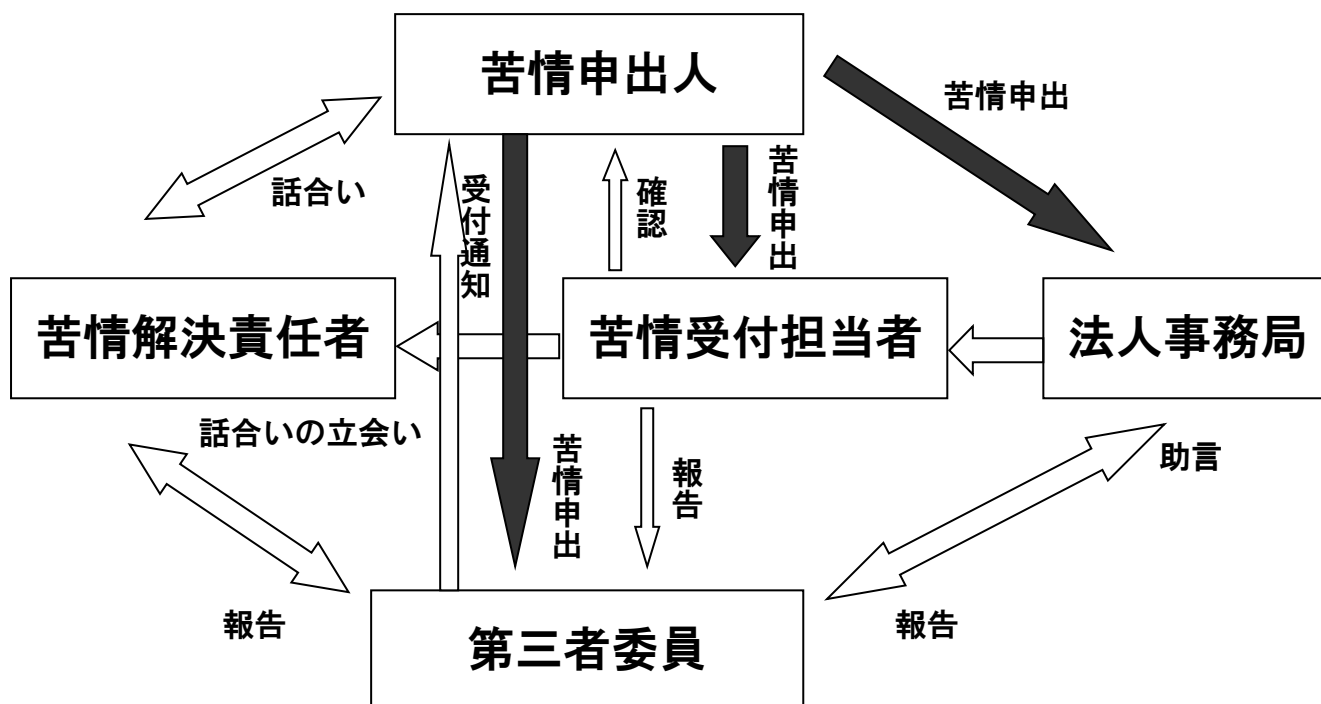 苦情申出人
苦情申出
話合い
受付通知
確認
苦情申出
苦情解決責任者
苦情受付担当者
法人事務局
話合いの立会い
苦情申出
報告
助言
報告
報告
第三者委員